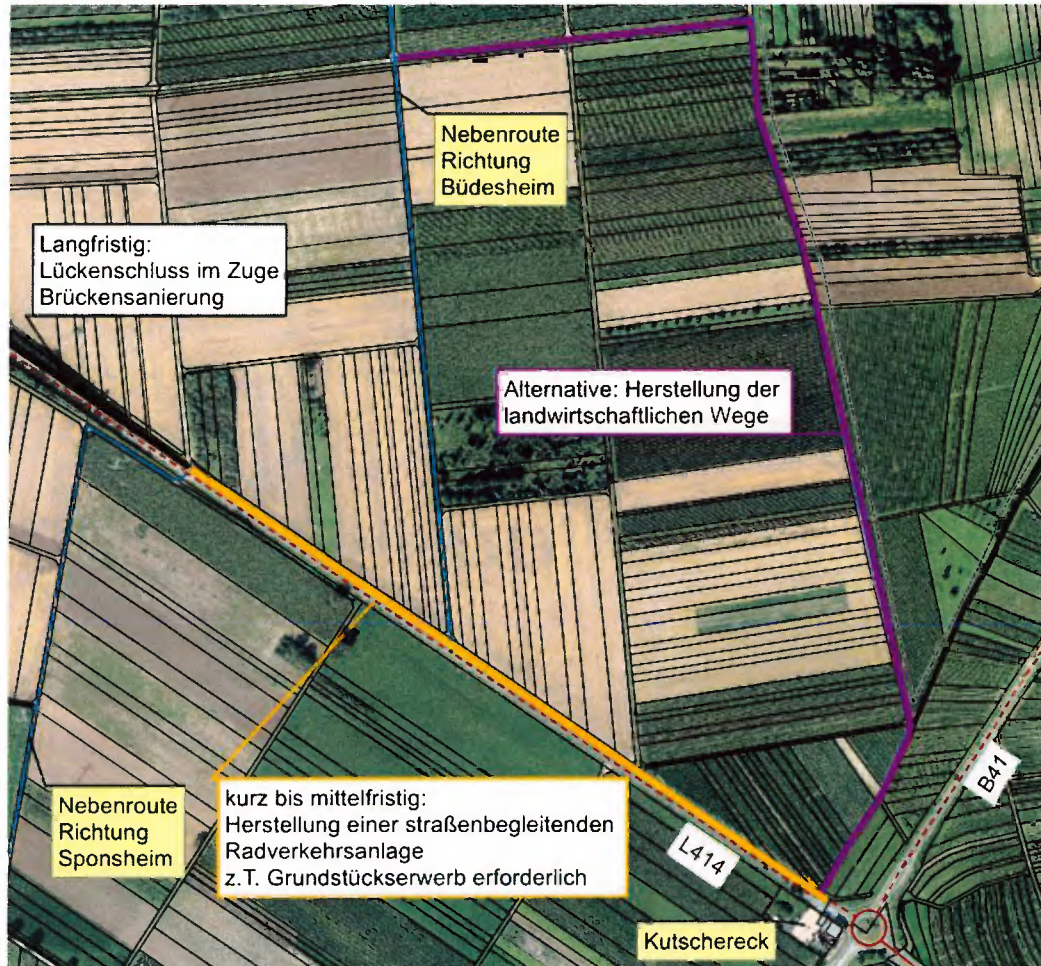 Nebenroute
Richtung
Büdesheim
Langfristig:
Lückenschluss im Zuge
Brückensanierung
Alternative: Herstellung der
landwirtschaftlichen Wege
Nebenroute
Richtung
Sponsheim
kurz bis mittelfristig:
Herstellung einer straßenbegleitenden
Radverkehrsanlage
z.T. Grundstückserwerb erforderlich
L414
B41
Kutschereck